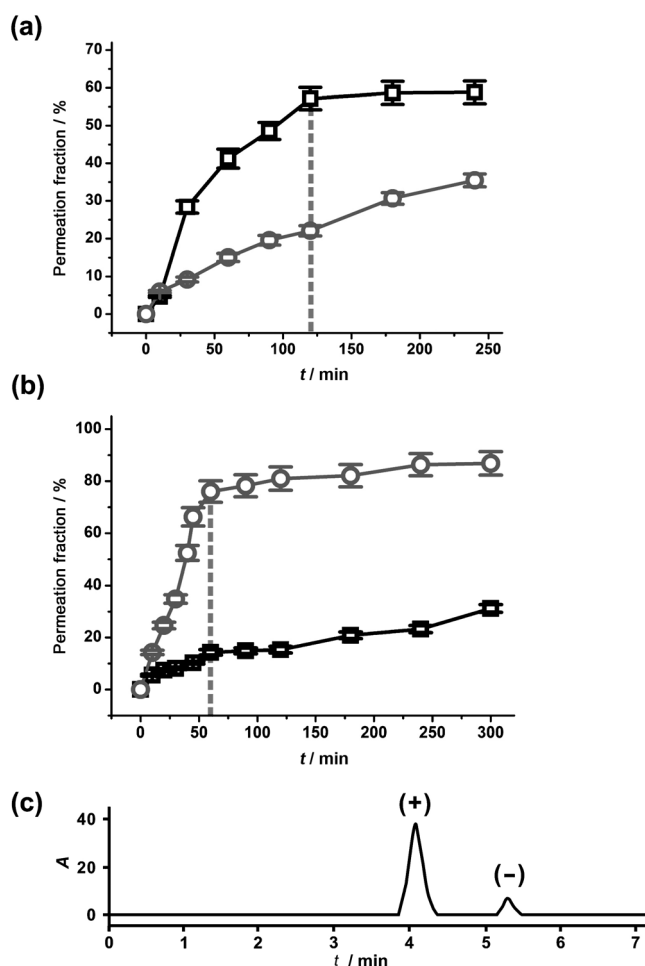 (a)
Permeation fraction / %
70
60
50
40
30
20
10
0
0 50 100 150 200 250
t / min
(b)
Permeation fraction / %
100
80
60
40
20
0
0 50 100 150 200 250 300
t / min
(c)
A
40
20
0
(+)
(−)
0 1 2 3 4 5 6 7
t / min